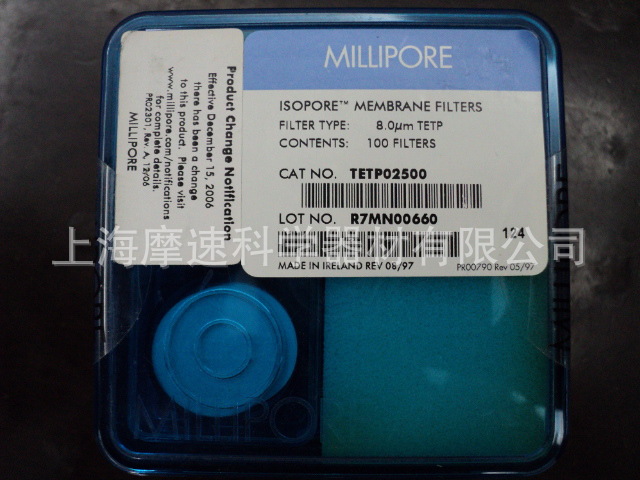 MILLIPORE
ISOPORE™ MEMBRANE FILTERS
FILTER TYPE: 8.0µm TETP
CONTENTS: 100 FILTERS
CAT NO. TETP02500
LOT NO. R7MN00660
124
MADE IN IRELAND REV 08/97 PR00790 Rev 05/97
Product Change Notification
Effective December 15, 2006
there has been a change
to this product. Please visit
www.millipore.com/notifications
for complete details.
PR02301, Rev. A, 12/06
MILLIPORE
上海摩速科学器材有限公司
MILLIPO